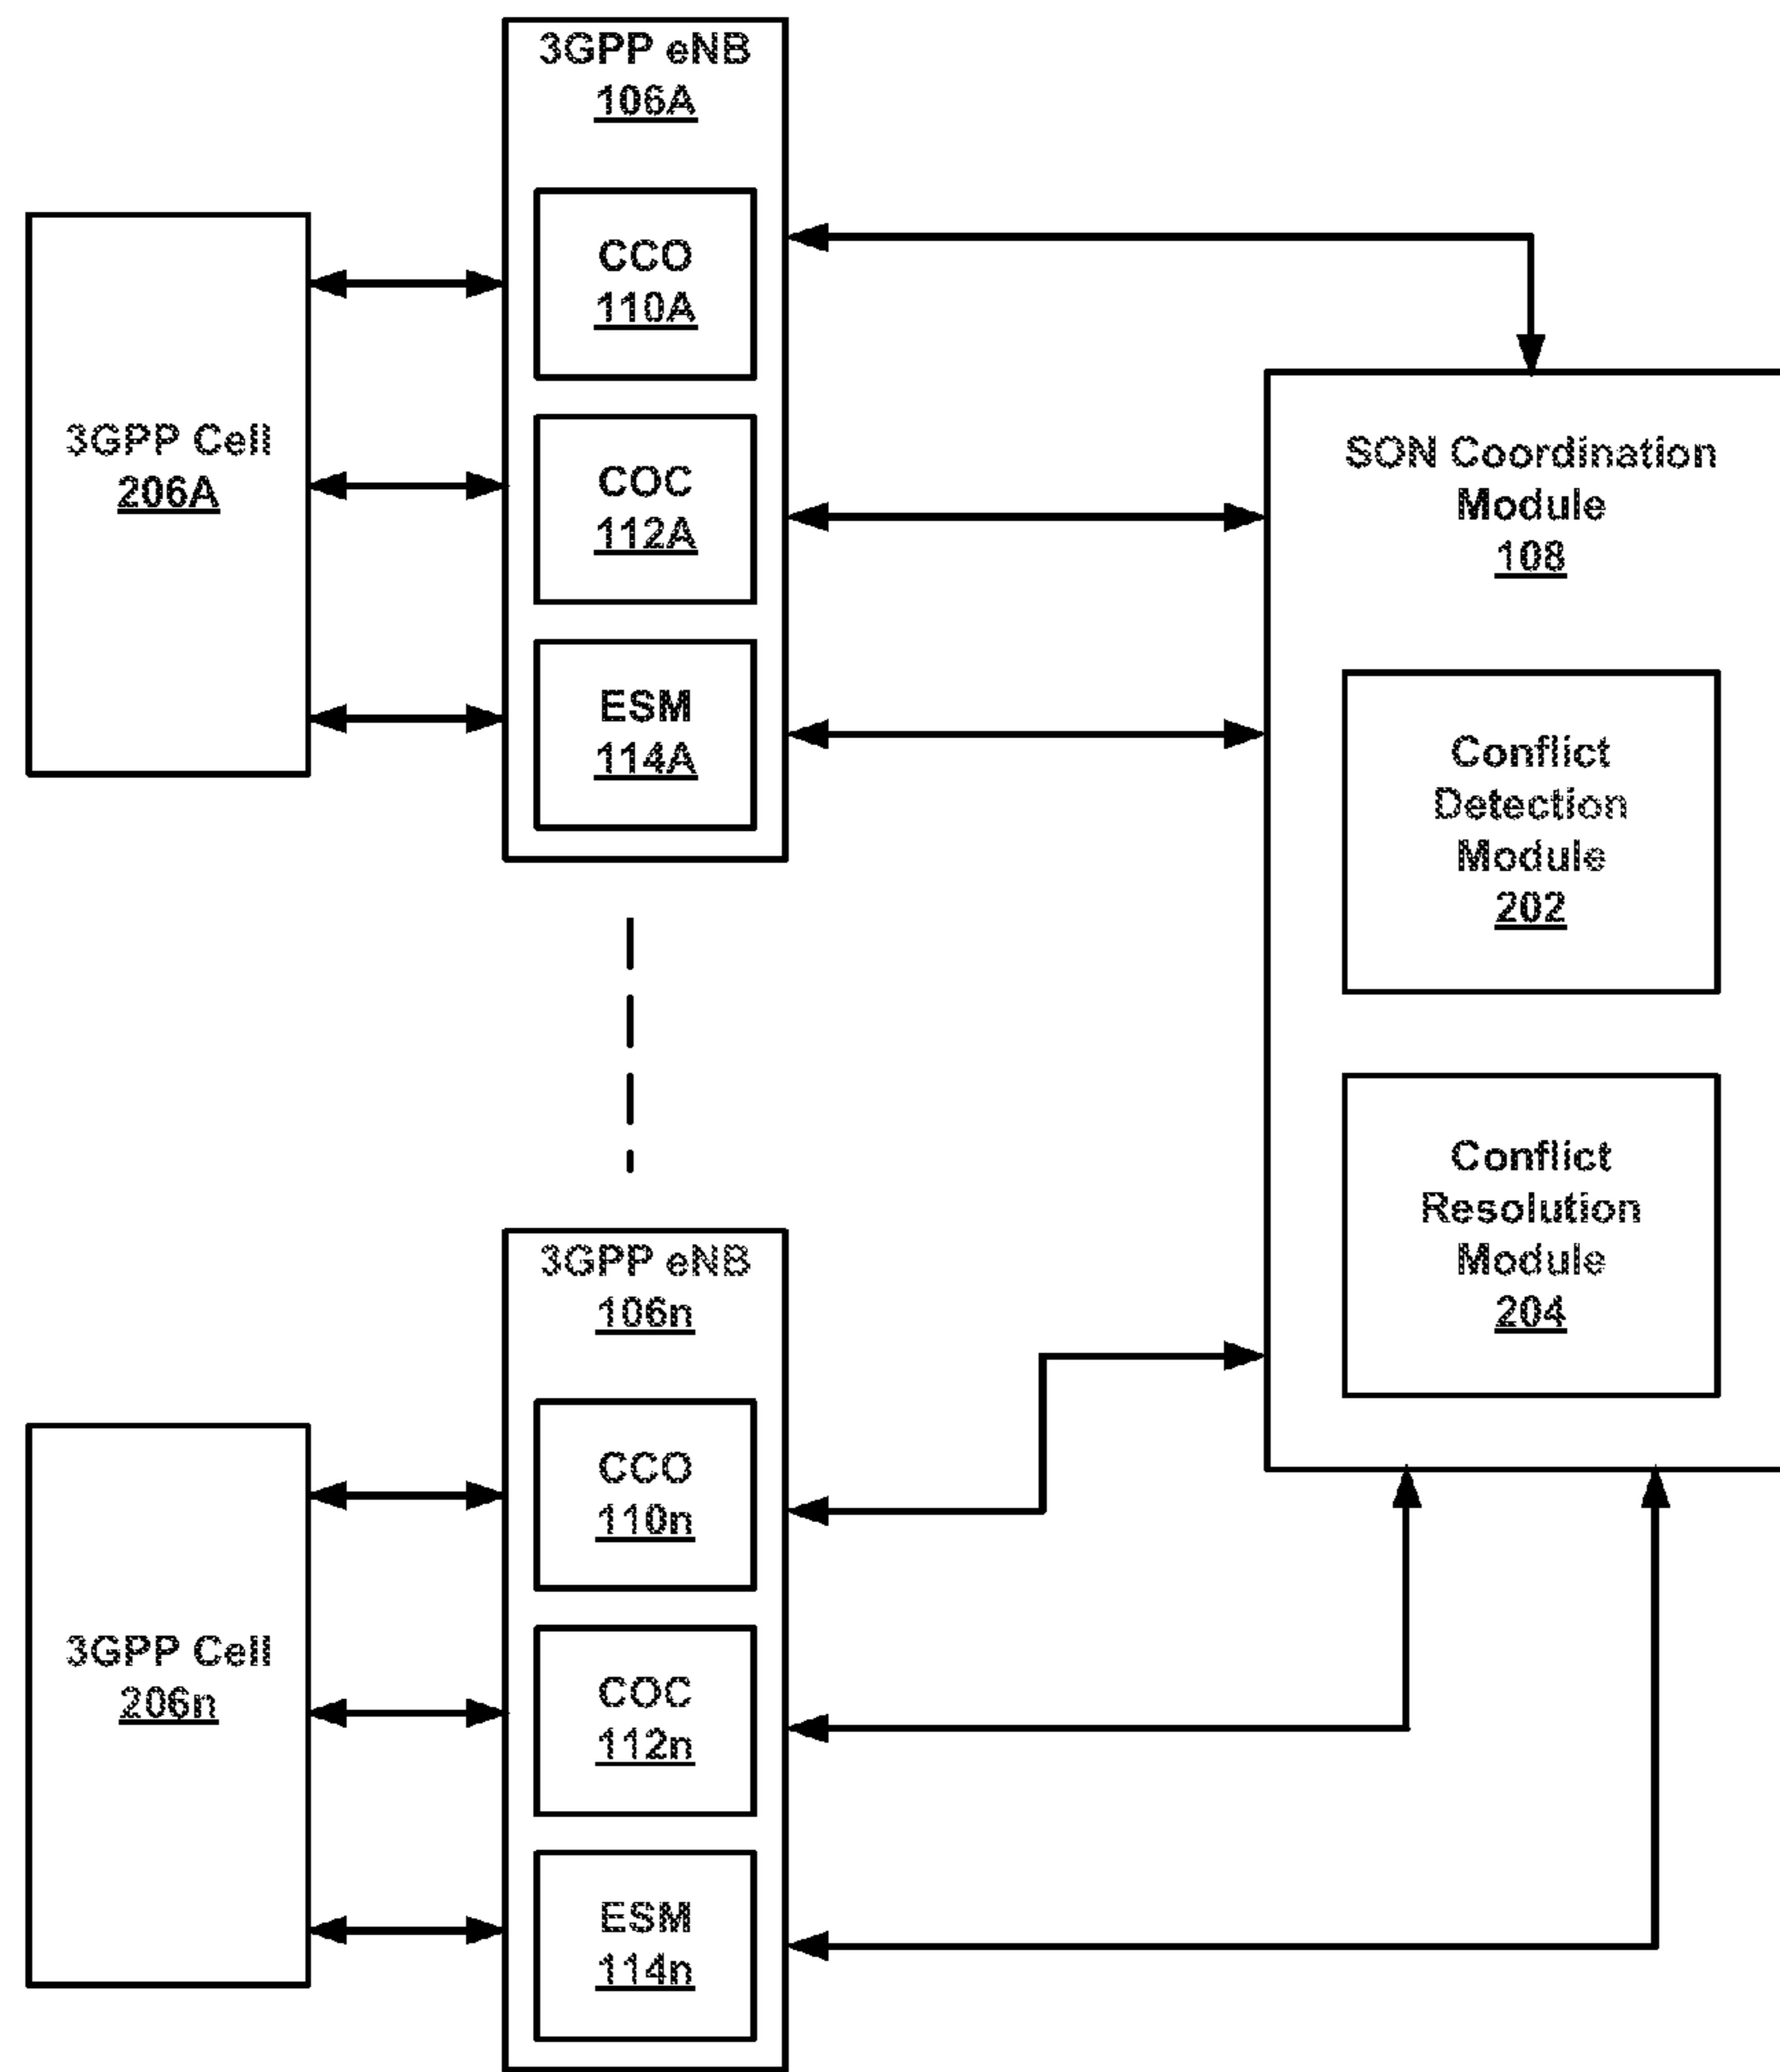 3GPP eNB
106A
CCO
110A
COC
112A
ESM
114A
3GPP Cell
206A
SON Coordination
Module
108
Conflict
Detection
Module
202
Conflict
Resolution
Module
204
3GPP eNB
106n
CCO
110n
COC
112n
ESM
114n
3GPP Cell
206n